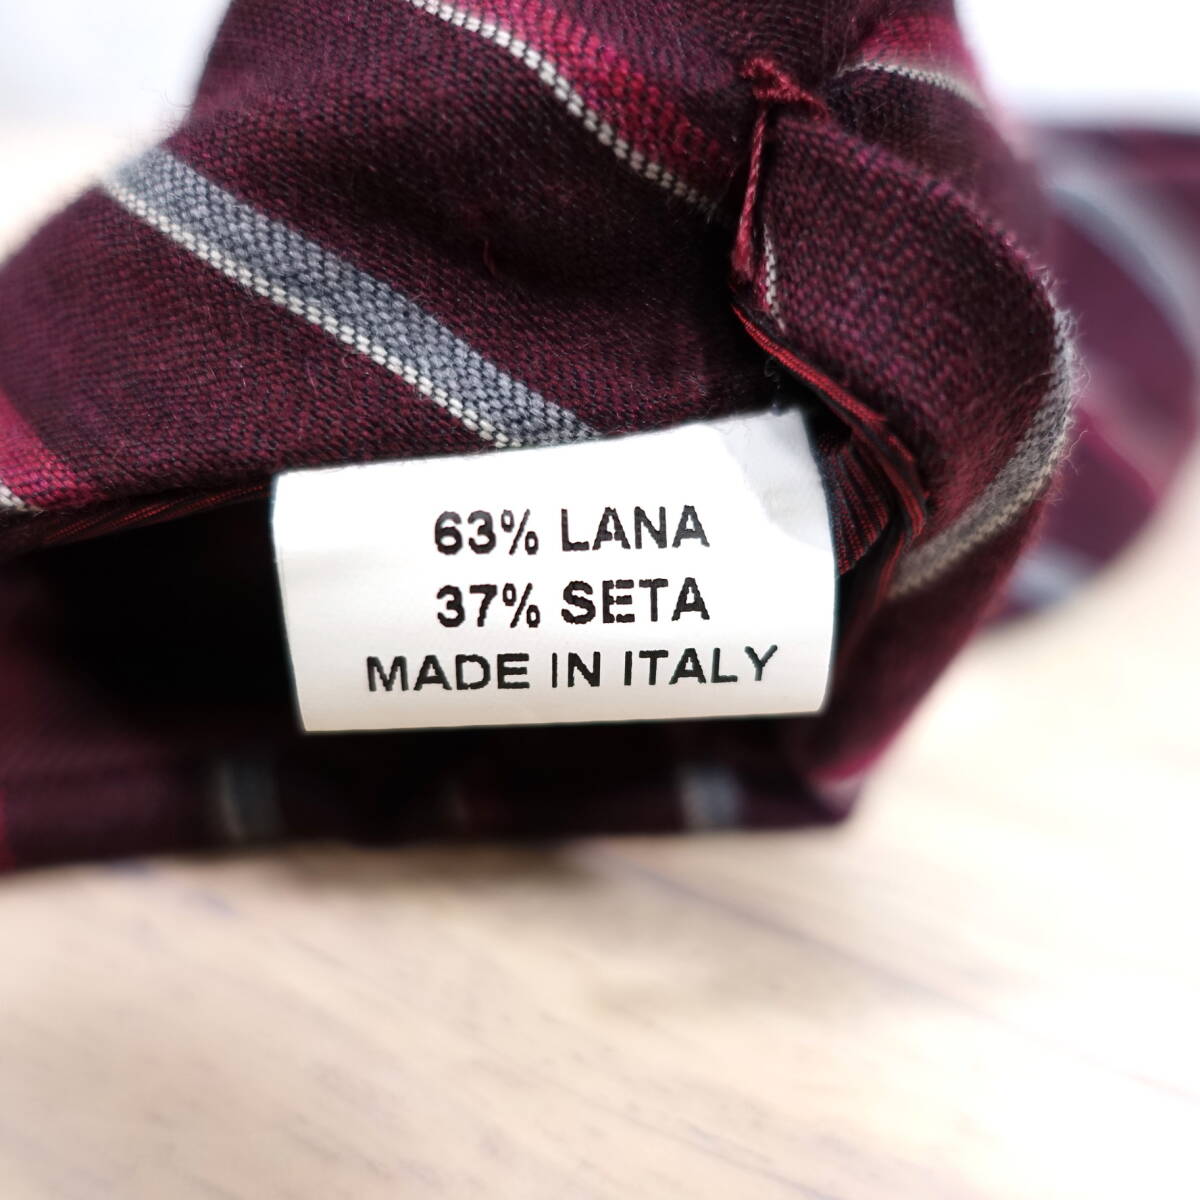 63% LANA
37% SETA
MADE IN ITALY